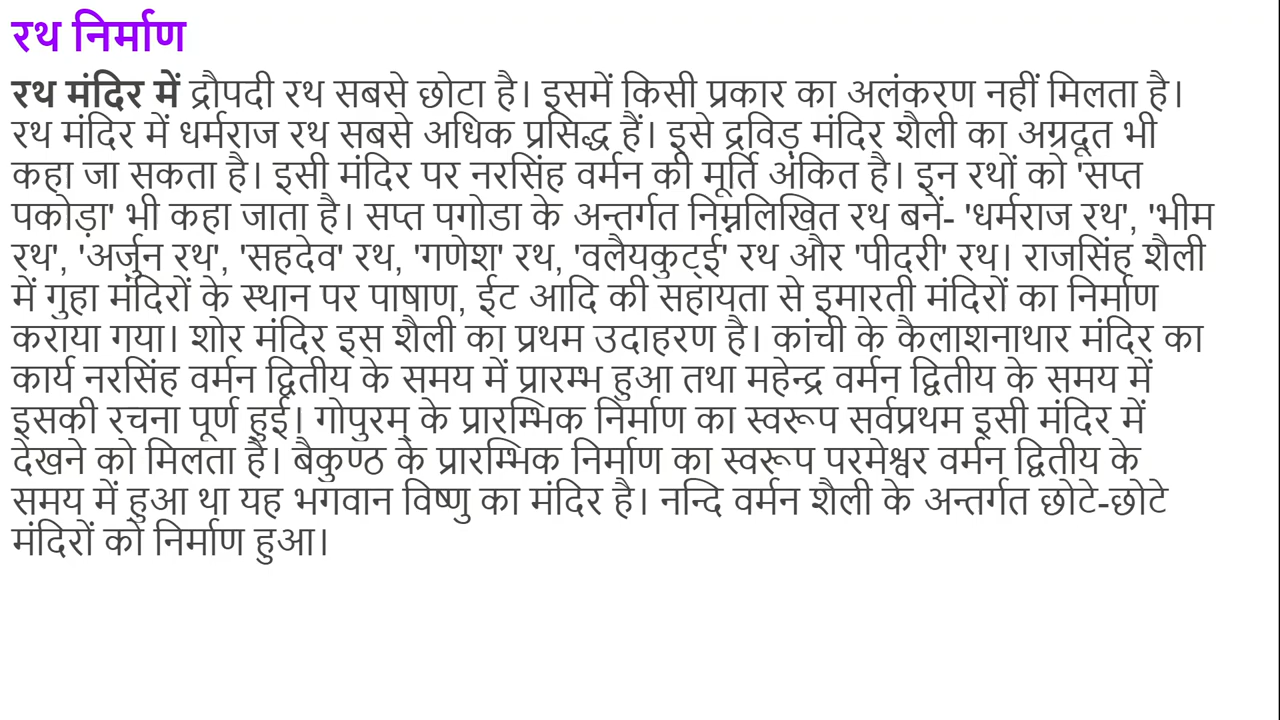 रथ निर्माण
रथ मंदिर में द्रौपदी रथ सबसे छोटा है। इसमें किसी प्रकार का अलंकरण नहीं मिलता है।
रथ मंदिर में धर्मराज रथ सबसे अधिक प्रसिद्ध हैं। इसे द्रविड़ मंदिर शैली का अग्रदूत भी
कहा जा सकता है। इसी मंदिर पर नरसिंह वर्मन की मूर्ति अंकित है। इन रथों को 'सप्त
पकोड़ा' भी कहा जाता है। सप्त पगोडा के अन्तर्गत निम्नलिखित रथ बनें- 'धर्मराज रथ', 'भीम
रथ', 'अर्जुन रथ', 'सहदेव' रथ, 'गणेश' रथ, 'वलैयकुट्ई' रथ और 'पीदरी' रथ। राजसिंह शैली
में गुहा मंदिरों के स्थान पर पाषाण, ईट आदि की सहायता से इमारती मंदिरों का निर्माण
कराया गया। शोर मंदिर इस शैली का प्रथम उदाहरण है। कांची के कैलाशनाथार मंदिर का
कार्य नरसिंह वर्मन द्वितीय के समय में प्रारम्भ हुआ तथा महेन्द्र वर्मन द्वितीय के समय में
इसकी रचना पूर्ण हुई। गोपुरम् के प्रारम्भिक निर्माण का स्वरूप सर्वप्रथम इसी मंदिर में
देखने को मिलता है। बैकुण्ठ के प्रारम्भिक निर्माण का स्वरूप परमेश्वर वर्मन द्वितीय के
समय में हुआ था यह भगवान विष्णु का मंदिर है। नन्दि वर्मन शैली के अन्तर्गत छोटे-छोटे
मंदिरों को निर्माण हुआ।